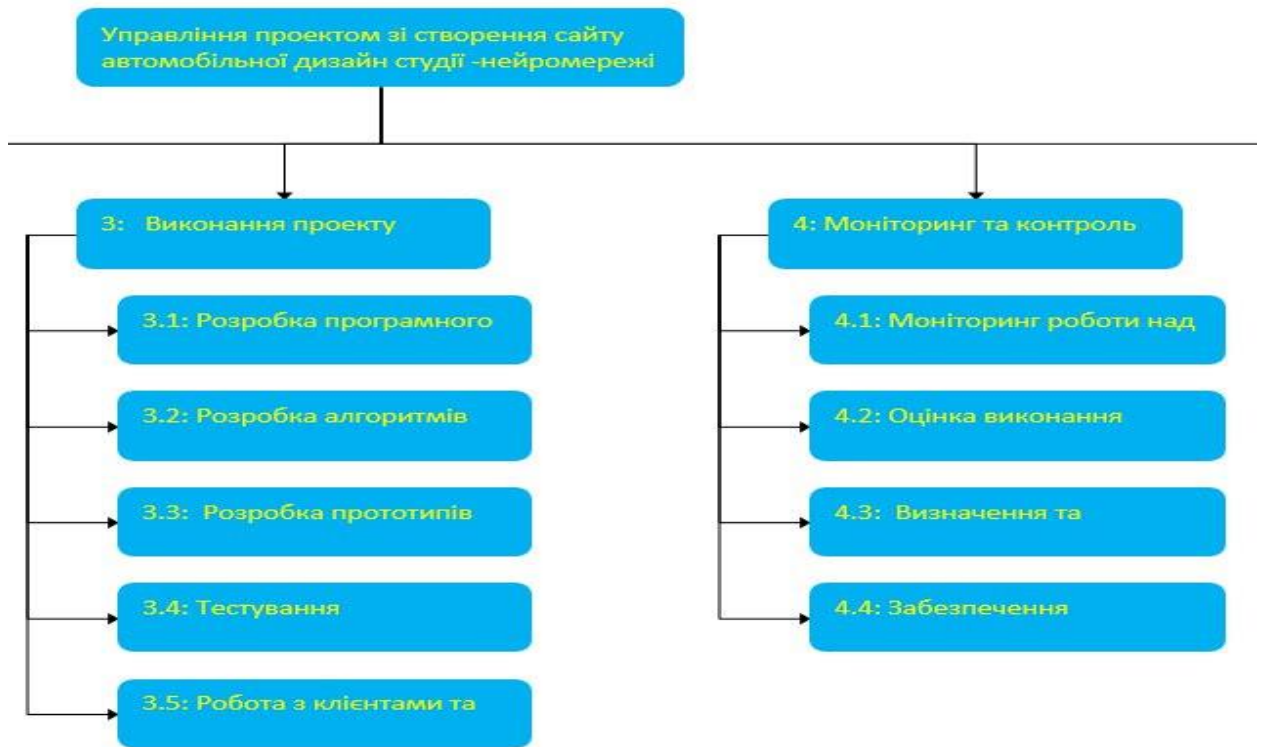 Управління проектом зі створення сайту
автомобільної дизайн студії -нейромережі
3: Виконання проекту
3.1: Розробка програмного
3.2: Розробка алгоритмів
3.3: Розробка прототипів
3.4: Тестування
3.5: Робота з клієнтами та
4: Моніторинг та контроль
4.1: Моніторинг роботи над
4.2: Оцінка виконання
4.3: Визначення та
4.4: Забезпечення